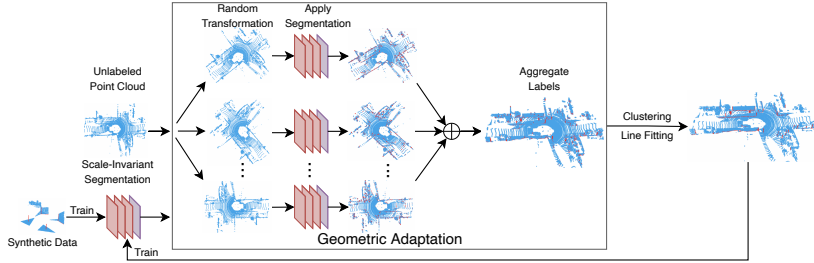 Random
Transformation
Apply
Segmentation
Unlabeled
Point Cloud
Aggregate
Labels
Clustering
Line Fitting
Scale-Invariant
Segmentation
Train
Synthetic Data
Geometric Adaptation
Train